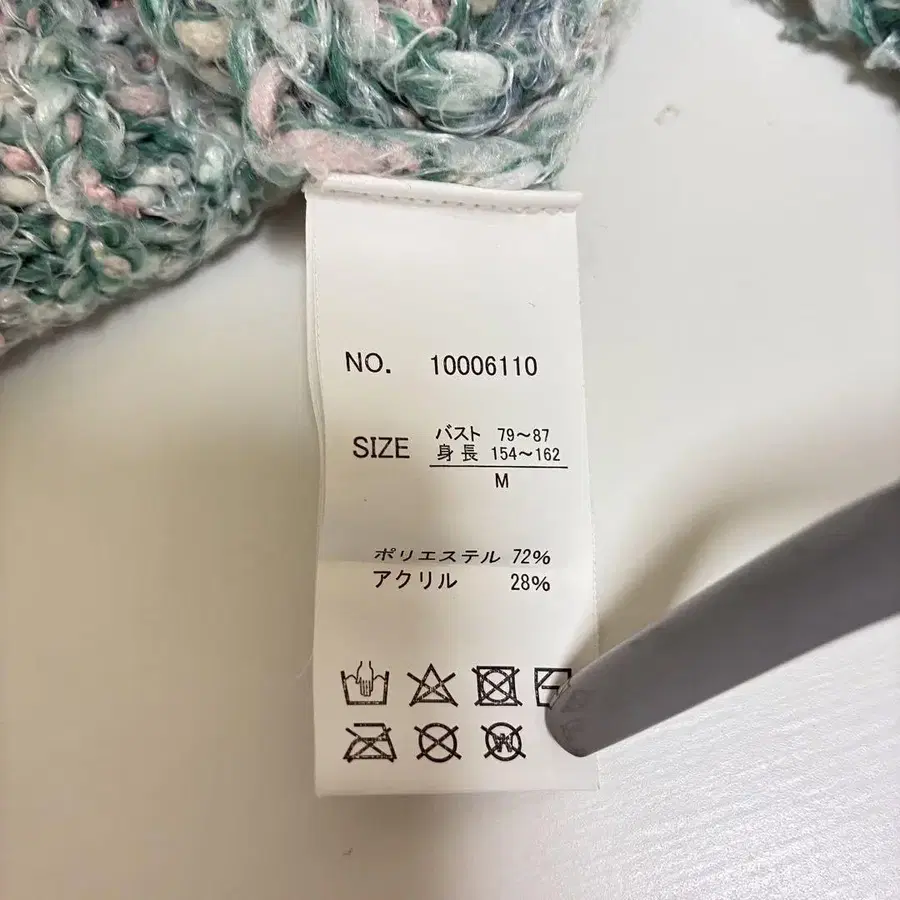 NO. 10006110
SIZE バスト 79～87
身長 154～162
M
ポリエステル 72%
アクリル 28%